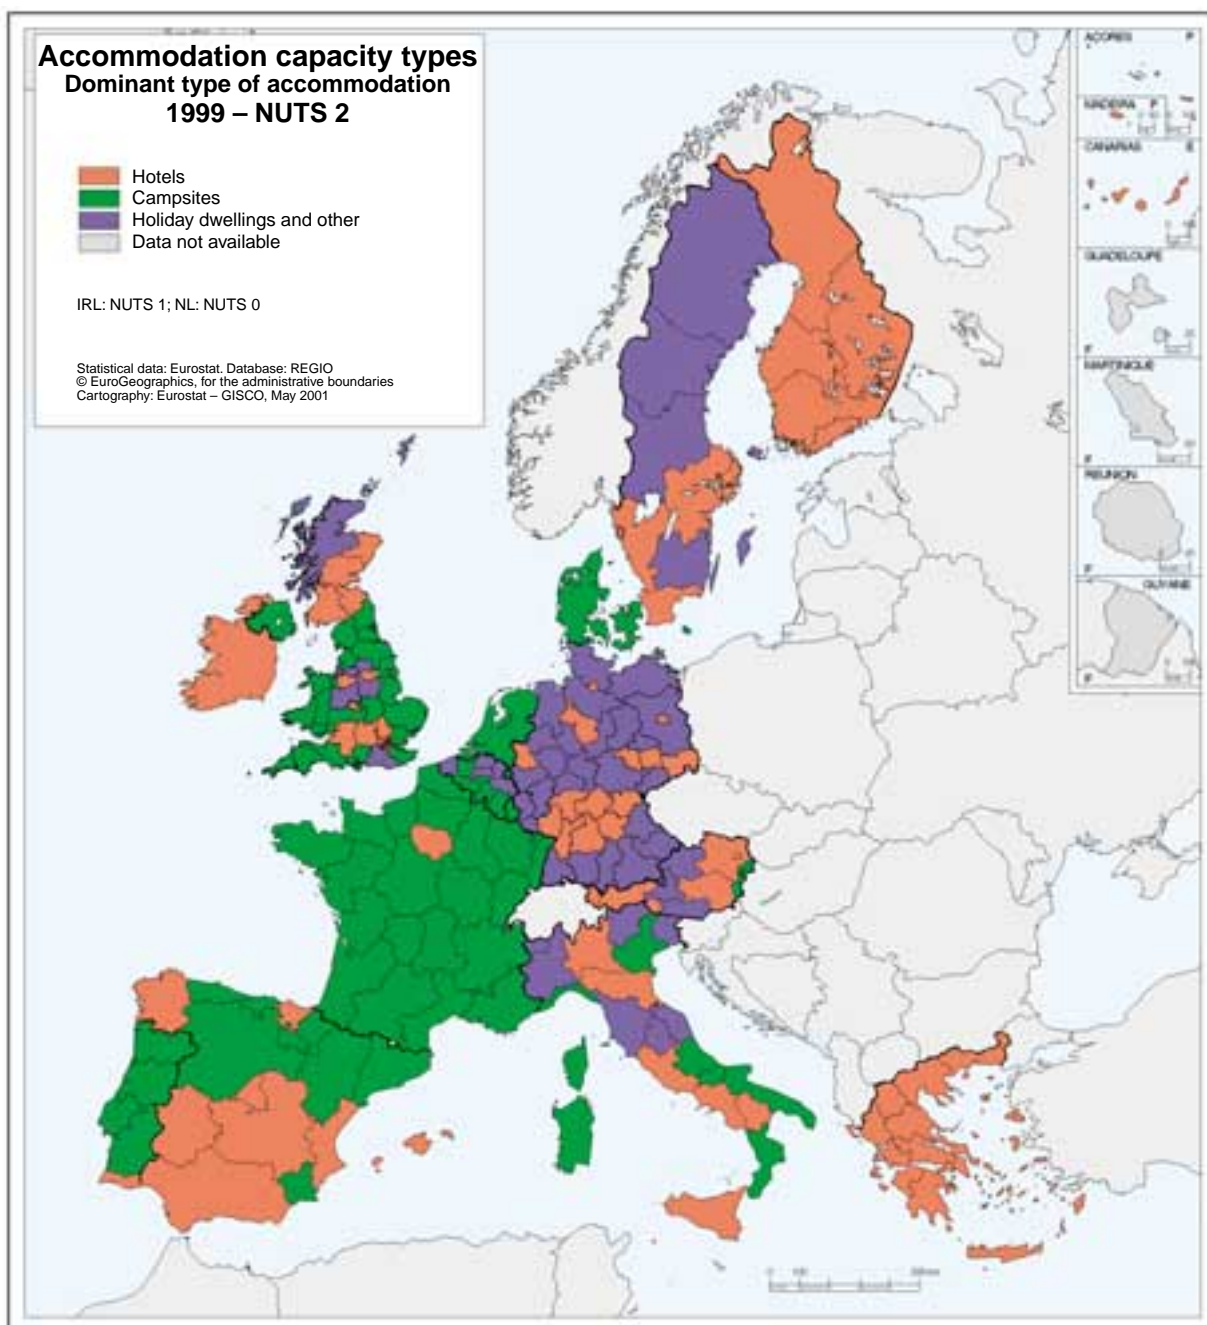 Accommodation capacity types
Dominant type of accommodation
1999 – NUTS 2
Hotels
Campsites
Holiday dwellings and other
Data not available
IRL: NUTS 1; NL: NUTS 0
Statistical data: Eurostat. Database: REGIO
© EuroGeographics, for the administrative boundaries
Cartography: Eurostat – GISCO, May 2001
AÇORES P
MADEIRA P
CANARIAS E
GUADELOUPE
F
MARTINIQUE
F
REUNION
F
GUYANE
F